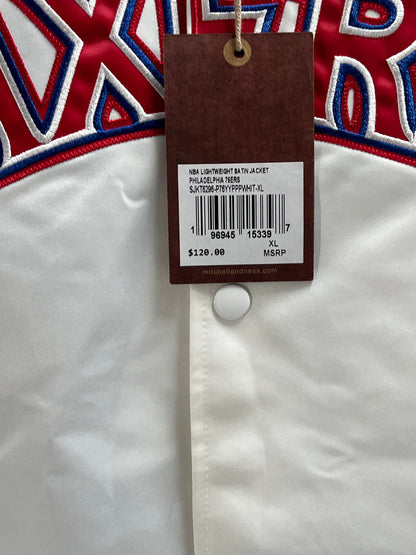 NBA LIGHTWEIGHT SATIN JACKET
PHILADELPHIA 76ERS
SJKT6296-P76YYPPPWHIT-XL
1 96945 15339 7
XL
$120.00 MSRP
mitchellandness.com